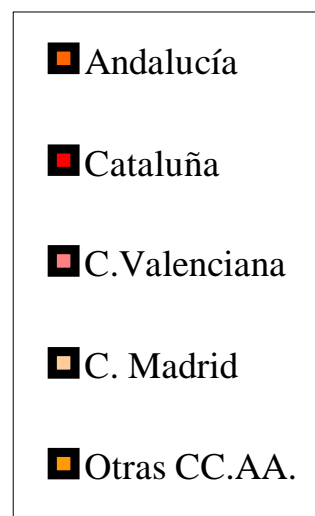 Andalucía
Cataluña
C.Valenciana
C. Madrid
Otras CC.AA.